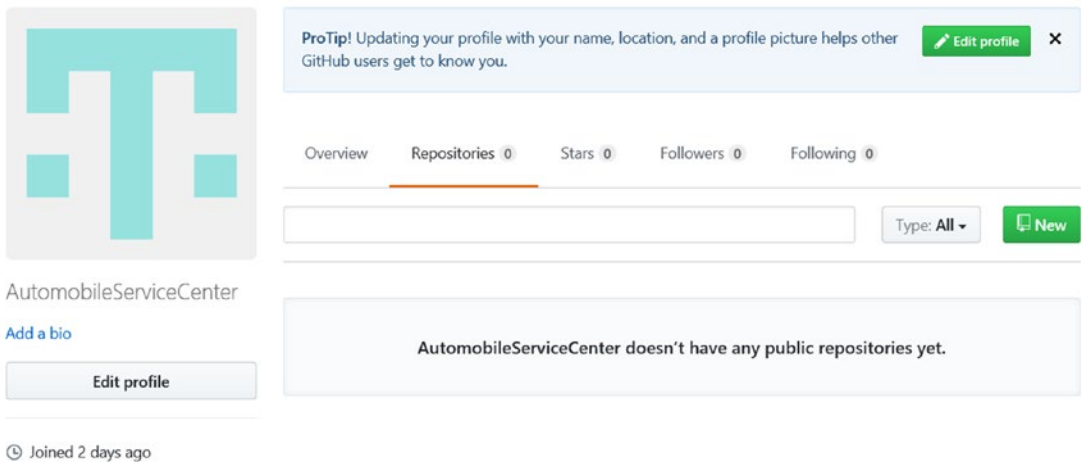 ProTip! Updating your profile with your name, location, and a profile picture helps other
GitHub users get to know you.
Edit profile
Overview Repositories 0 Stars 0 Followers 0 Following 0
Type: All
New
AutomobileServiceCenter
Add a bio
Edit profile
Joined 2 days ago
AutomobileServiceCenter doesn't have any public repositories yet.